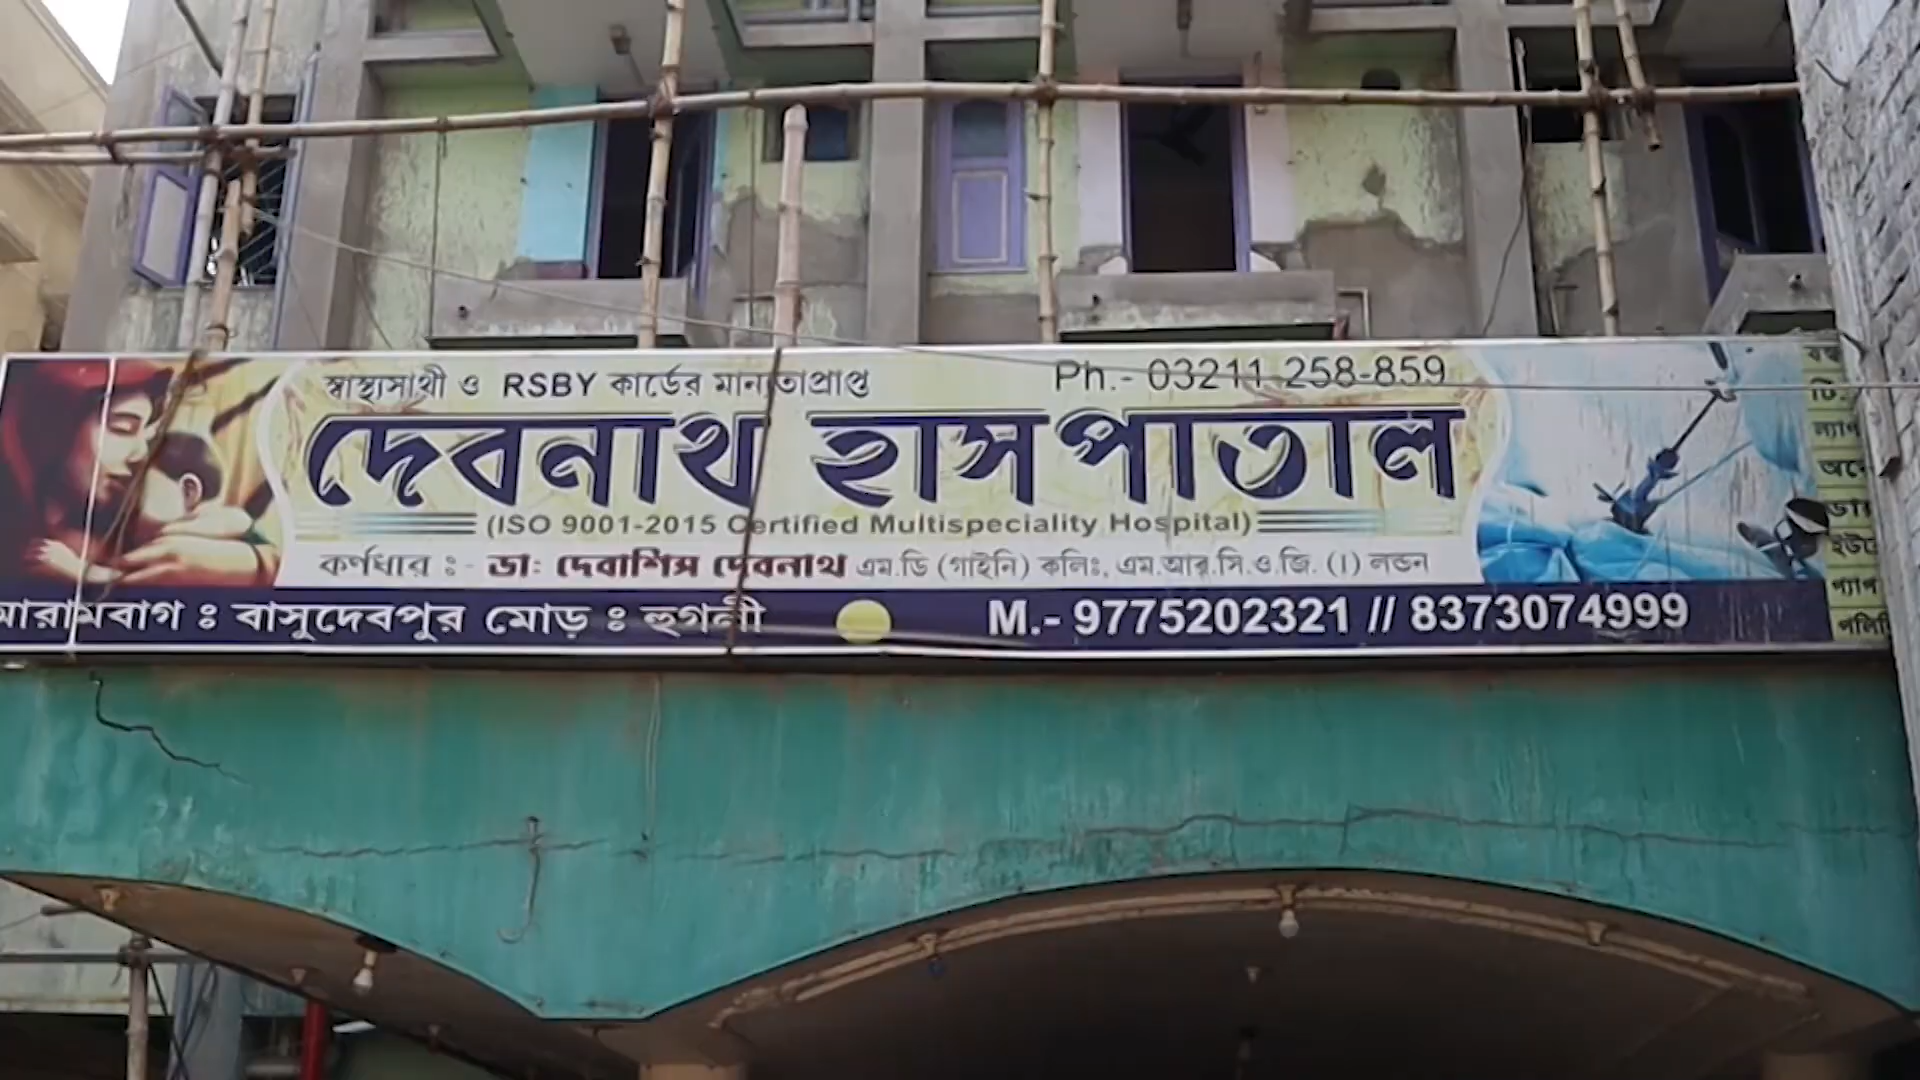 স্বাস্থ্যসাথী ও RSBY কার্ডের মান্যতাপ্রাপ্ত
Ph.- 03211 258-859
দেবনাথ হাসপাতাল
(ISO 9001-2015 Certified Multispeciality Hospital)
কর্ণধার ঃ- ডাঃ দেবাশিস দেবনাথ এম.ডি (গাইনি) কলিঃ, এম.আর.সি.ও.জি. (I) লন্ডন
আরামবাগ ঃ বাসুদেবপুর মোড় ঃ হুগলী
M.- 9775202321 // 8373074999